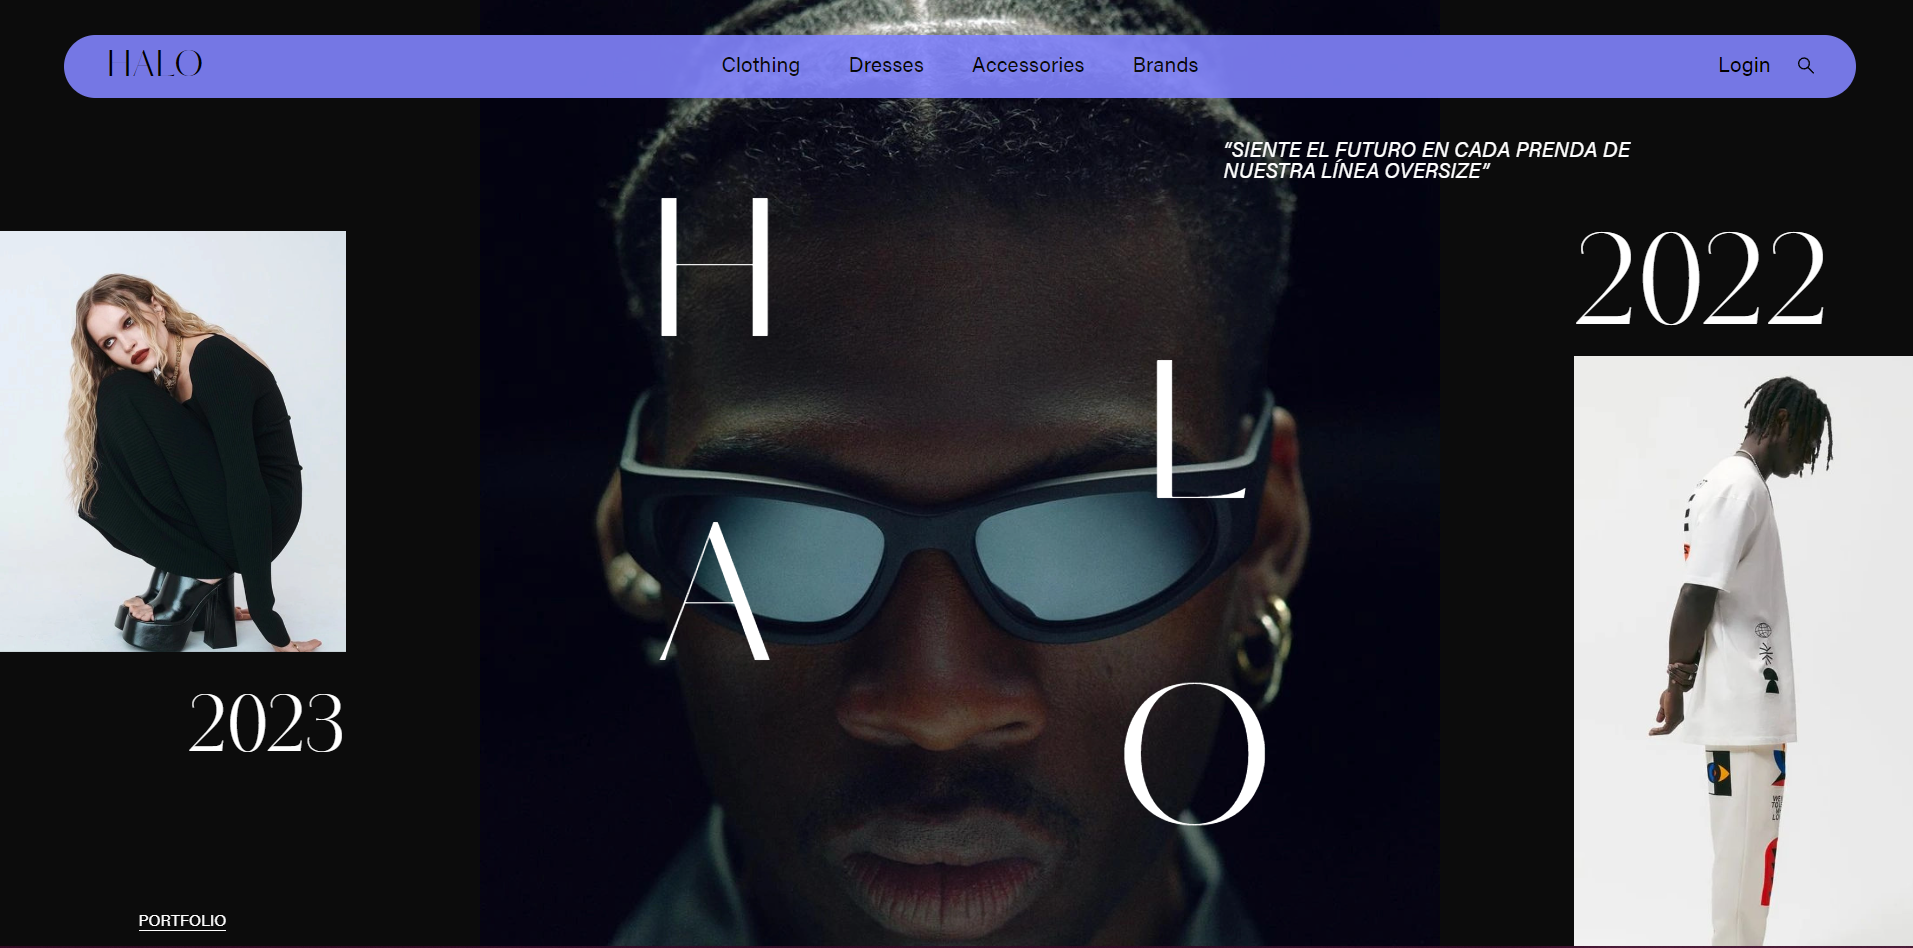 HALO
Clothing
Dresses
Accessories
Brands
Login
“SIENTE EL FUTURO EN CADA PRENDA DE
NUESTRA LÍNEA OVERSIZE”
H
L
A
O
2022
2023
PORTFOLIO